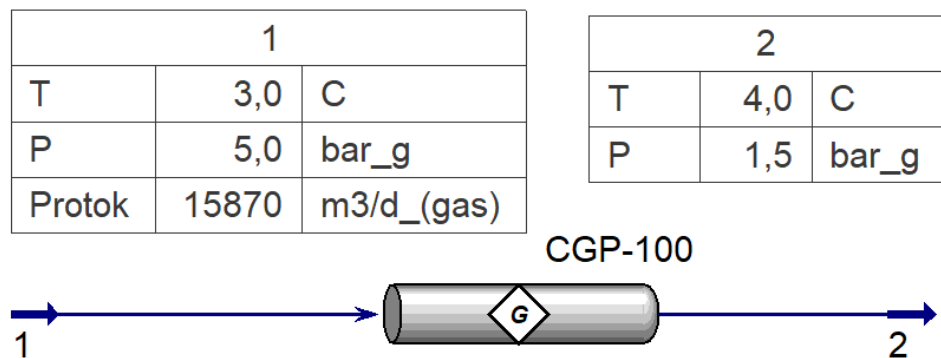 1
T 3,0 C
P 5,0 bar_g
Protok 15870 m3/d_(gas)
2
T 4,0 C
P 1,5 bar_g
CGP-100
G
1
2